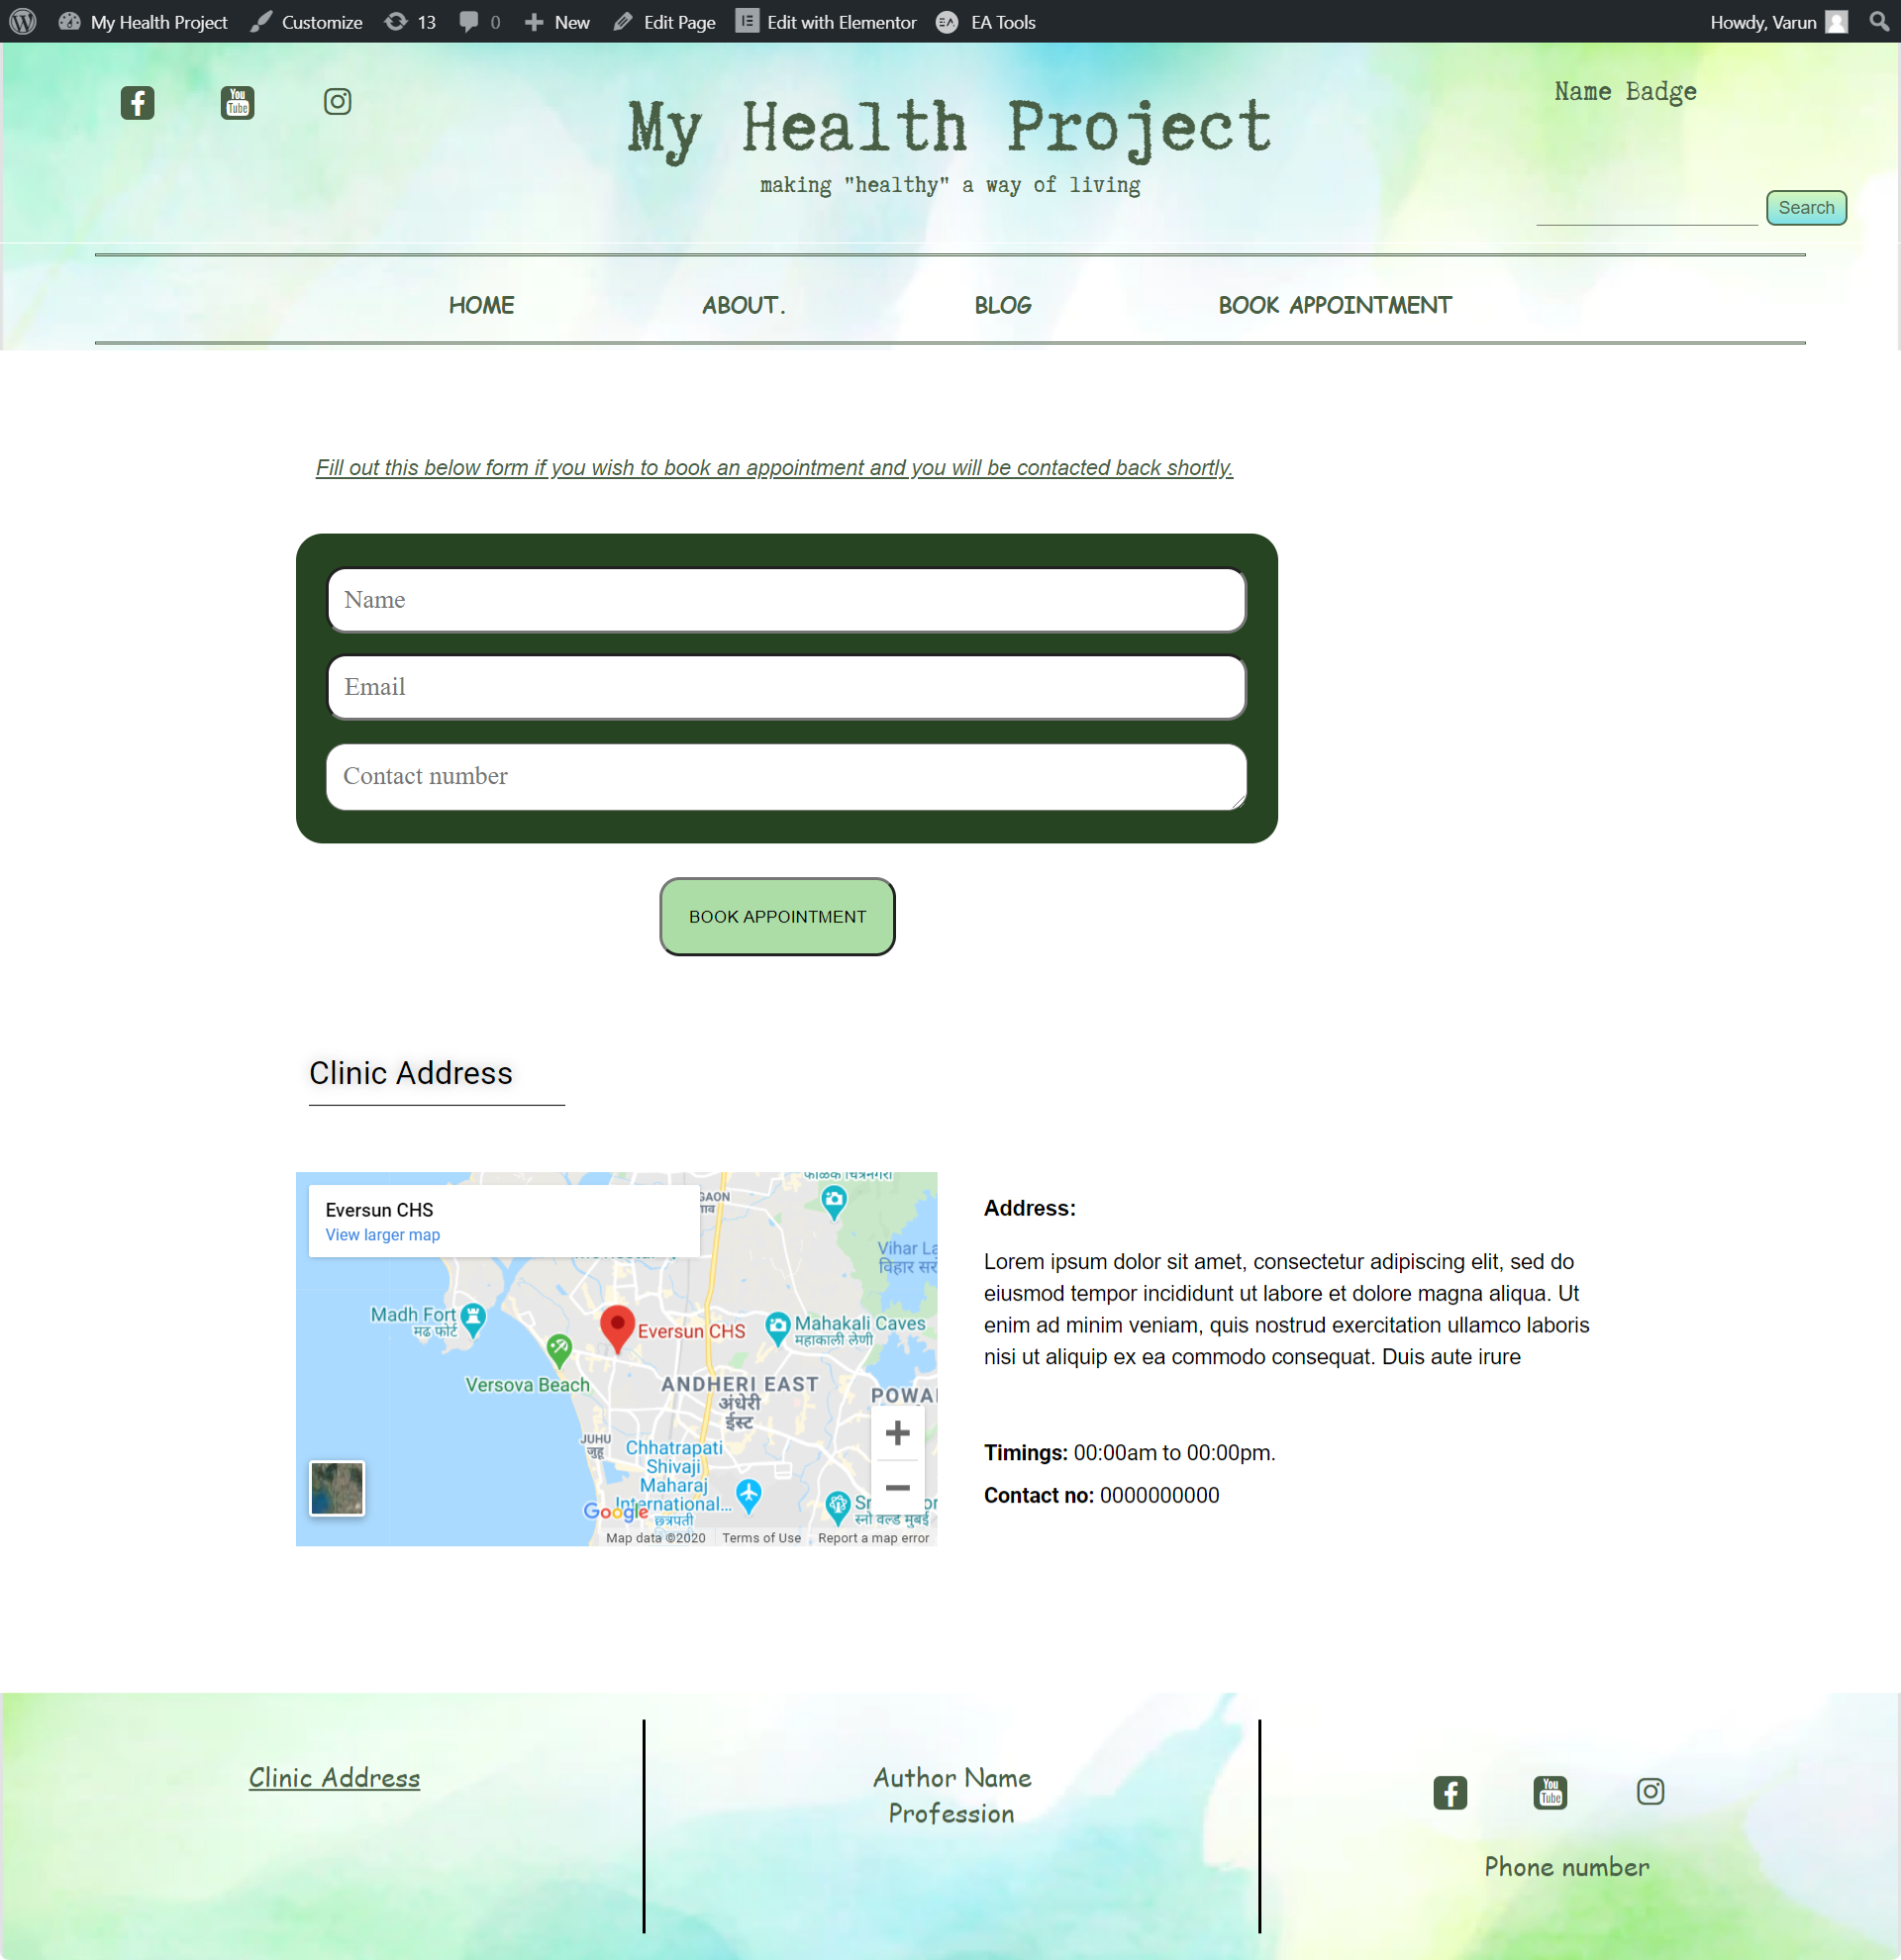 My Health Project Customize 13 0 New Edit Page Edit with Elementor EA Tools Howdy, Varun
You Tube
Name Badge
My Health Project
making "healthy" a way of living
Search
HOME ABOUT. BLOG BOOK APPOINTMENT
Fill out this below form if you wish to book an appointment and you will be contacted back shortly.
Name
Email
Contact number
BOOK APPOINTMENT
Clinic Address
Eversun CHS
View larger map
GAON
गाव
Vihar La
विहार सर
Madh Fort
मढ फोर्ट
Eversun CHS
Mahakali Caves
महाकाली लेणी
Versova Beach
ANDHERI EAST
अंधेरी
ईस्ट
POWAI
JUHU
जुहू
Chhatrapati
Shivaji
Maharaj
International...
छत्रपती
Google
स्नो वर्ल्ड मुंबई
Map data ©2020 Terms of Use Report a map error
Address:
Lorem ipsum dolor sit amet, consectetur adipiscing elit, sed do
eiusmod tempor incididunt ut labore et dolore magna aliqua. Ut
enim ad minim veniam, quis nostrud exercitation ullamco laboris
nisi ut aliquip ex ea commodo consequat. Duis aute irure
Timings: 00:00am to 00:00pm.
Contact no: 0000000000
Clinic Address
Author Name
Profession
You Tube
Phone number